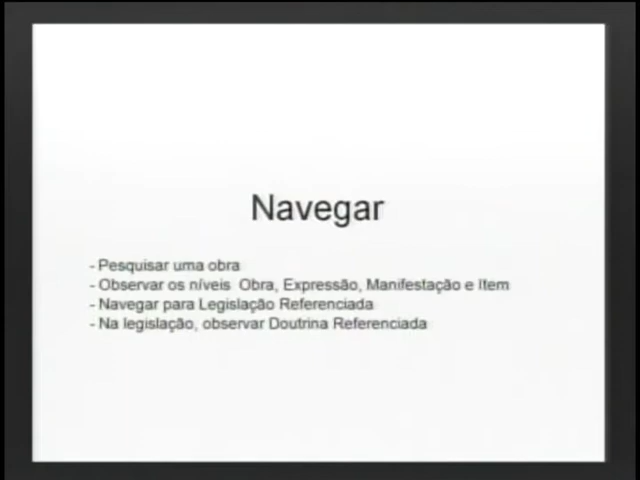 Navegar
- Pesquisar uma obra
- Observar os níveis Obra, Expressão, Manifestação e Item
- Navegar para Legislação Referenciada
- Na legislação, observar Doutrina Referenciada